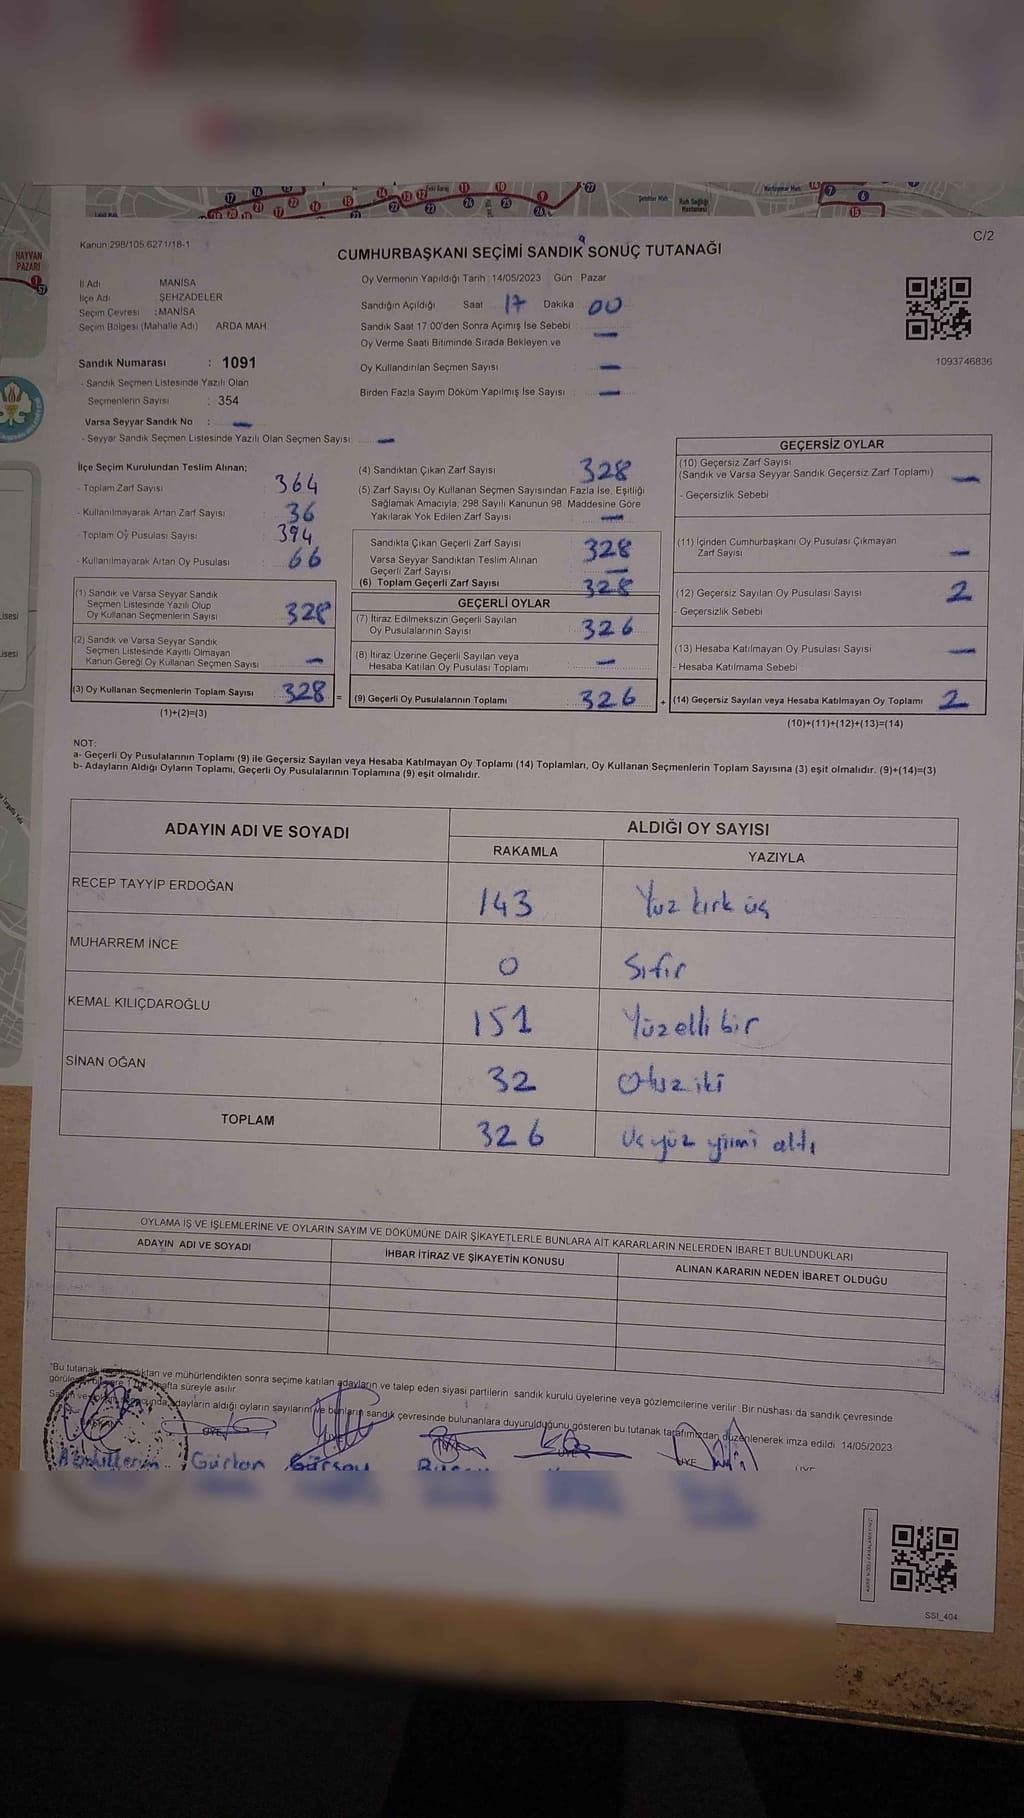 HAYVAN
PAZARI
Ruh Sağlığı
Hastanesi
Kanun 298/105.6271/18-1
C/2
CUMHURBAŞKANI SEÇİMİ SANDIK SONUÇ TUTANAĞI
İl Adı MANİSA
İlçe Adı ŞEHZADELER
Seçim Çevresi :MANİSA
Seçim Bölgesi (Mahalle Adı) ARDA MAH.
Sandık Numarası : 1091
- Sandık Seçmen Listesinde Yazılı Olan
Seçmenlerin Sayısı : 354
Varsa Seyyar Sandık No : —
- Seyyar Sandık Seçmen Listesinde Yazılı Olan Seçmen Sayısı: —
Oy Vermenin Yapıldığı Tarih :14/05/2023 Gün : Pazar
Sandığın Açıldığı Saat 17 Dakika 00
Sandık Saat 17.00'den Sonra Açımış İse Sebebi —
Oy Verme Saati Bitiminde Sırada Bekleyen ve
Oy Kullandırılan Seçmen Sayısı —
Birden Fazla Sayım Döküm Yapılmış İse Sayısı —
1093746836
İlçe Seçim Kurulundan Teslim Alınan;
- Toplam Zarf Sayısı 364
- Kullanılmayarak Artan Zarf Sayısı : 36
- Toplam Oy Pusulası Sayısı : 394
- Kullanılmayarak Artan Oy Pusulası : 66
(1) Sandık ve Varsa Seyyar Sandık
Seçmen Listesinde Yazılı Olup
Oy Kullanan Seçmenlerin Sayısı 328
(2) Sandık ve Varsa Seyyar Sandık
Seçmen Listesinde Kayıtlı Olmayan
Kanun Gereği Oy Kullanan Seçmen Sayısı —
(3) Oy Kullanan Seçmenlerin Toplam Sayısı 328 =
(1)+(2)=(3)
(4) Sandıktan Çıkan Zarf Sayısı 328
(5) Zarf Sayısı Oy Kullanan Seçmen Sayısından Fazla İse, Eşitliği
Sağlamak Amacıyla, 298 Sayılı Kanunun 98. Maddesine Göre
Yakılarak Yok Edilen Zarf Sayısı —
Sandıkta Çıkan Geçerli Zarf Sayısı 328
Varsa Seyyar Sandıktan Teslim Alınan
Geçerli Zarf Sayısı —
(6) Toplam Geçerli Zarf Sayısı 328
GEÇERLİ OYLAR
(7) İtiraz Edilmeksizin Geçerli Sayılan
Oy Pusulalarının Sayısı 326
(8) İtiraz Üzerine Geçerli Sayılan veya
Hesaba Katılan Oy Pusulası Toplamı —
(9) Geçerli Oy Pusulalarının Toplamı 326 +
GEÇERSİZ OYLAR
(10) Geçersiz Zarf Sayısı
(Sandık ve Varsa Seyyar Sandık Geçersiz Zarf Toplamı) —
- Geçersizlik Sebebi
(11) İçinden Cumhurbaşkanı Oy Pusulası Çıkmayan
Zarf Sayısı —
(12) Geçersiz Sayılan Oy Pusulası Sayısı 2
- Geçersizlik Sebebi
(13) Hesaba Katılmayan Oy Pusulası Sayısı —
- Hesaba Katılmama Sebebi
(14) Geçersiz Sayılan veya Hesaba Katılmayan Oy Toplamı 2
(10)+(11)+(12)+(13)=(14)
NOT:
a- Geçerli Oy Pusulalarının Toplamı (9) ile Geçersiz Sayılan veya Hesaba Katılmayan Oy Toplamı (14) Toplamları, Oy Kullanan Seçmenlerin Toplam Sayısına (3) eşit olmalıdır. (9)+(14)=(3)
b- Adayların Aldığı Oyların Toplamı, Geçerli Oy Pusulalarının Toplamına (9) eşit olmalıdır.
ADAYIN ADI VE SOYADI ALDIĞI OY SAYISI
RAKAMLA YAZIYLA
RECEP TAYYİP ERDOĞAN 143 Yüz kırk üç
MUHARREM İNCE 0 Sıfır
KEMAL KILIÇDAROĞLU 151 Yüzelli bir
SİNAN OĞAN 32 Otuz iki
TOPLAM 326 Üçyüz yirmi altı
OYLAMA İŞ VE İŞLEMLERİNE VE OYLARIN SAYIM VE DÖKÜMÜNE DAİR ŞİKAYETLERLE BUNLARA AİT KARARLARIN NELERDEN İBARET BULUNDUKLARI
ADAYIN ADI VE SOYADI İHBAR İTİRAZ VE ŞİKAYETİN KONUSU ALINAN KARARIN NEDEN İBARET OLDUĞU
"Bu tutanak imzalandıktan ve mühürlendikten sonra seçime katılan adayların ve talep eden siyasi partilerin sandık kurulu üyelerine veya gözlemcilerine verilir. Bir nüshası da sandık çevresinde
hafta süreyle asılır.
adayların aldığı oyların sayılarını ve bunların sandık çevresinde bulunanlara duyurulduğunu gösteren bu tutanak tarafımızdan düzenlenerek imza edildi. 14/05/2023
ÜYE ÜYE ÜYE ÜYE ÜYE ÜYE
Gürkan Gürsoy
SSI_404